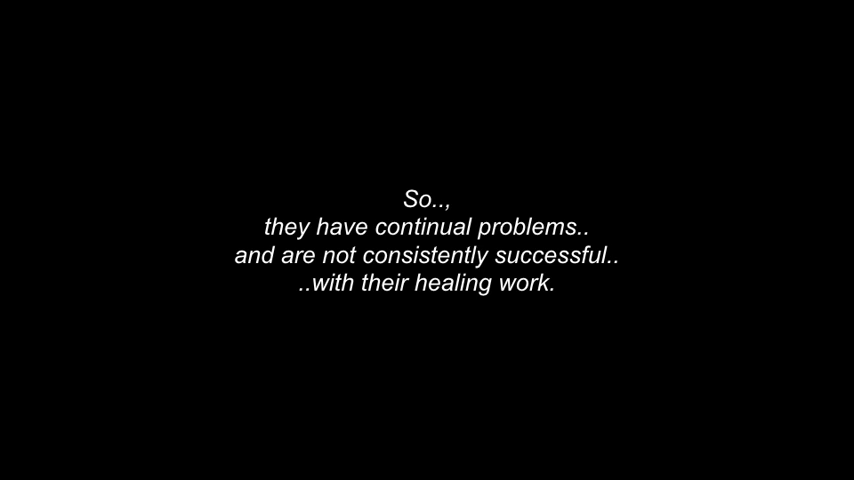 So..,
they have continual problems..
and are not consistently successful..
..with their healing work.